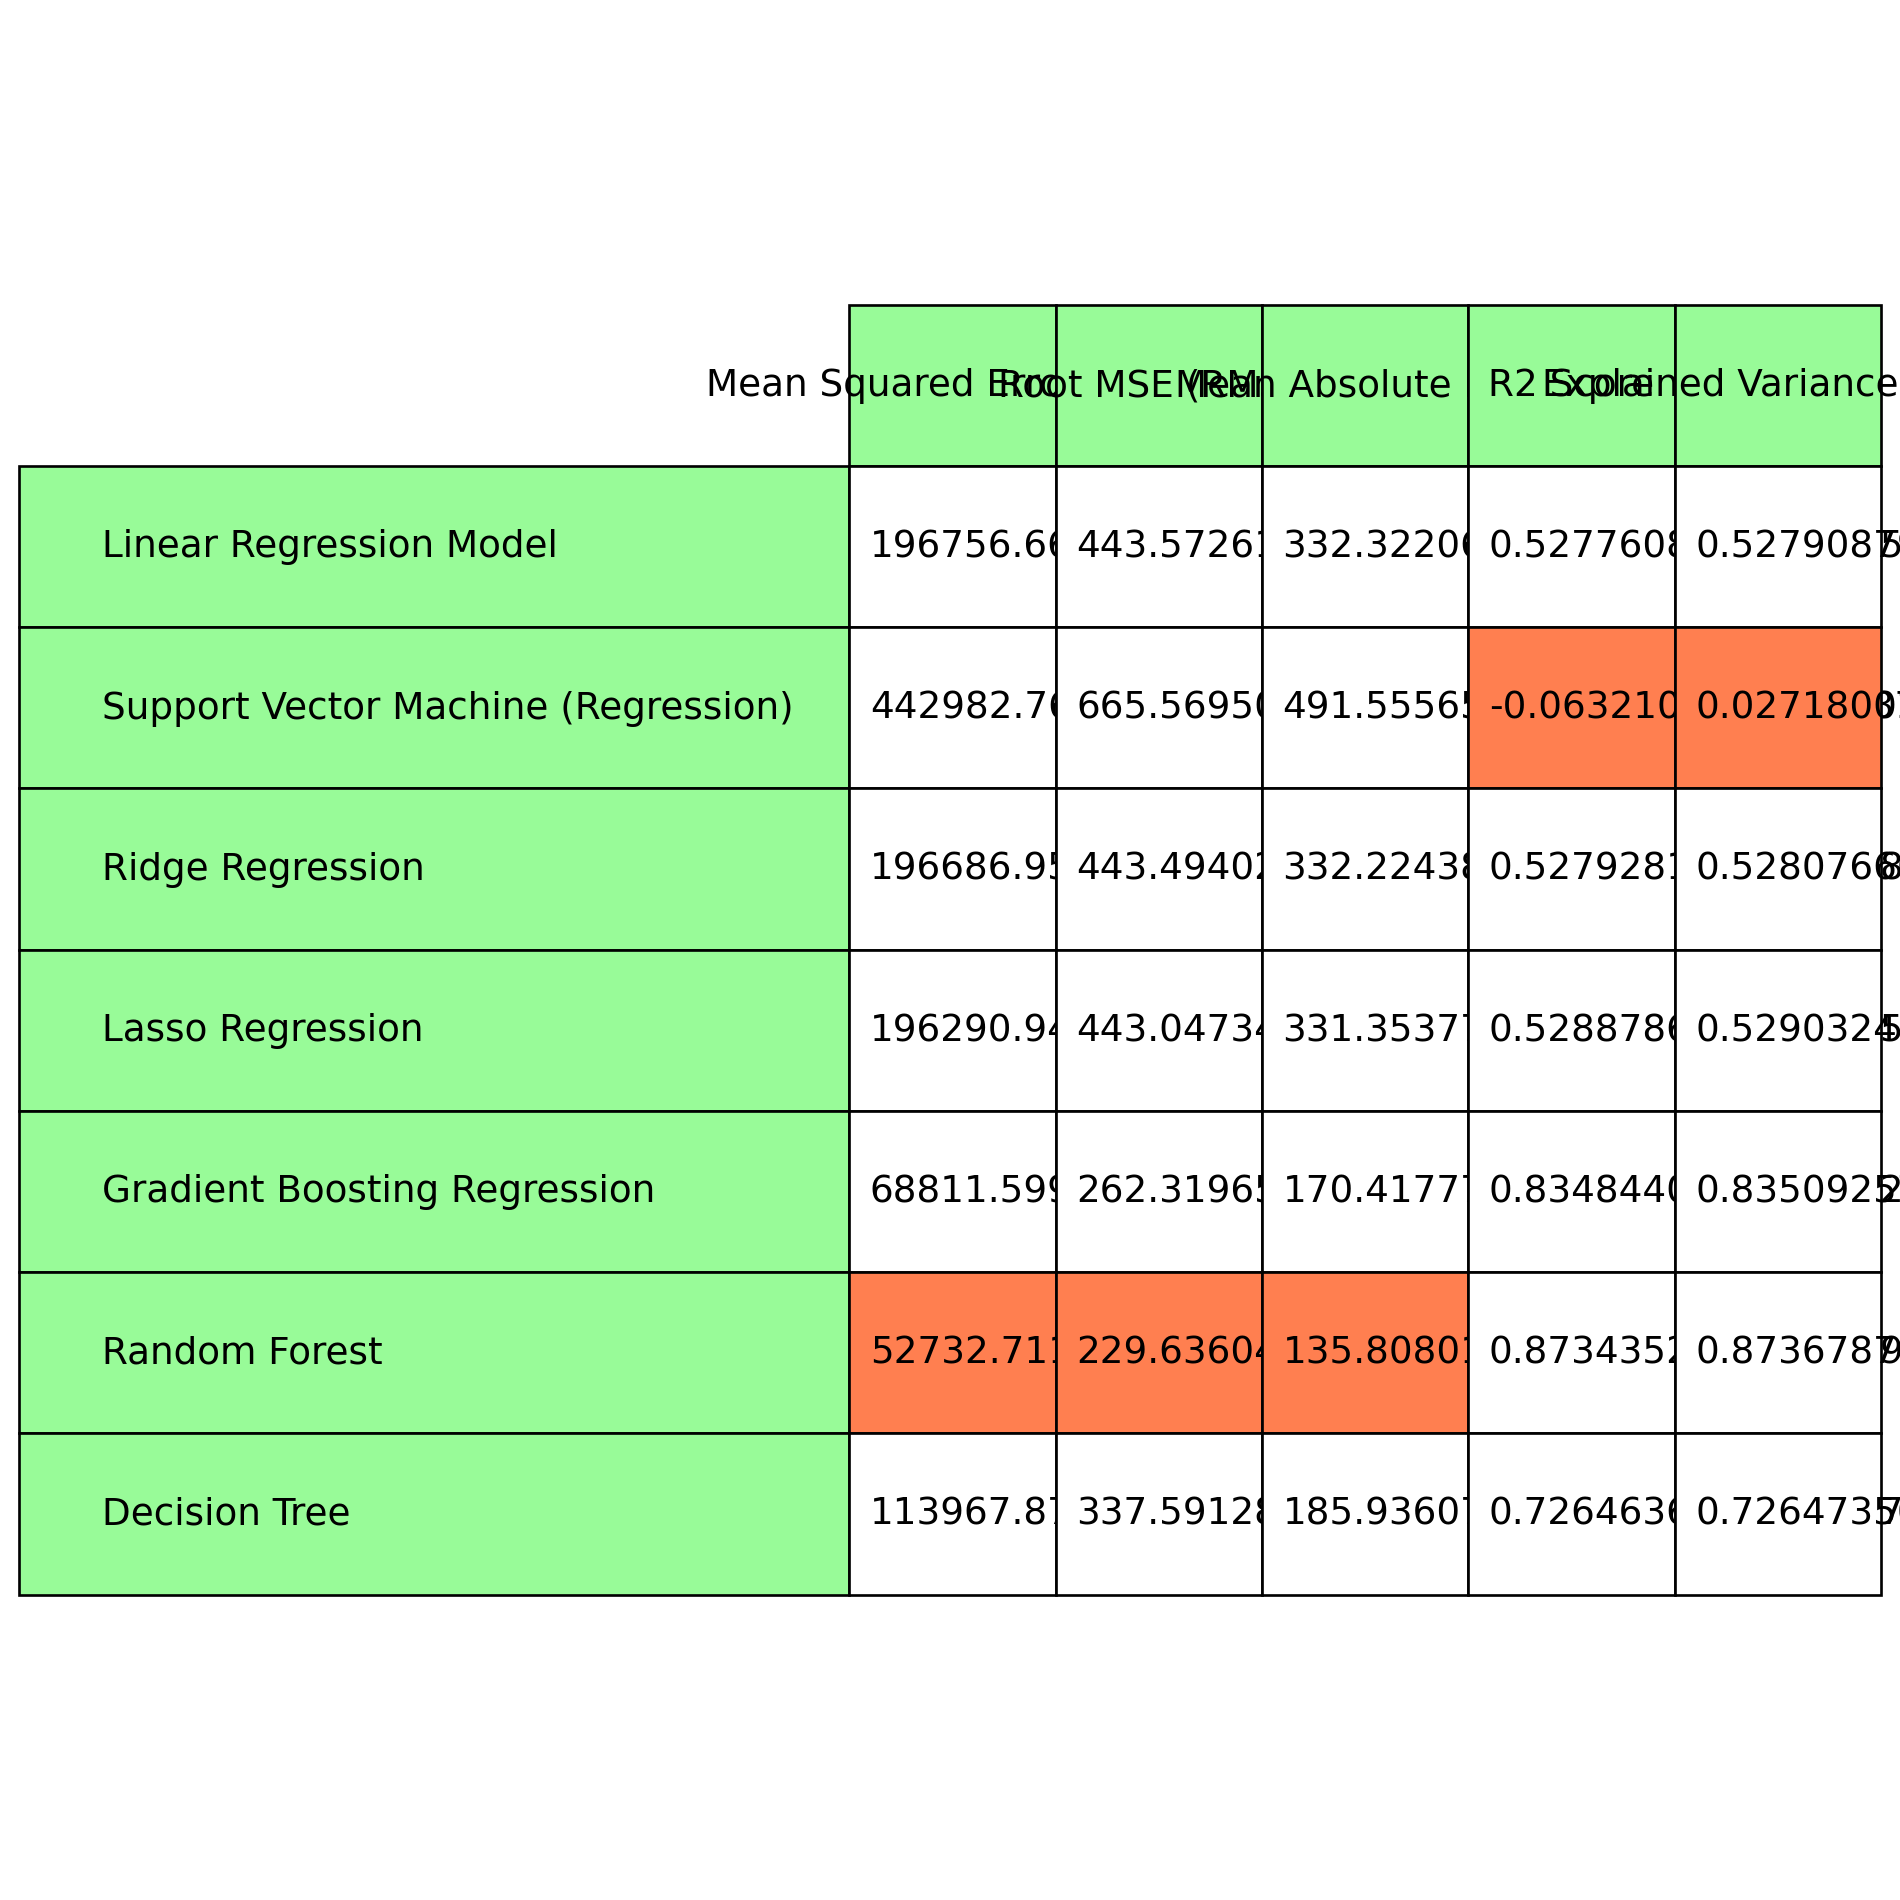 Mean Squared Erro Root MSE (RM Mean Absolute R2 Score Explained Variance
Linear Regression Model 196756.66 443.57261 332.32206 0.5277608 0.5279087
Support Vector Machine (Regression) 442982.76 665.56950 491.55565 -0.063210 0.0271800
Ridge Regression 196686.95 443.49402 332.22438 0.5279281 0.5280766
Lasso Regression 196290.94 443.04734 331.35377 0.5288786 0.5290324
Gradient Boosting Regression 68811.599 262.31965 170.41777 0.8348440 0.8350925
Random Forest 52732.711 229.63604 135.80801 0.8734352 0.8736787
Decision Tree 113967.87 337.59128 185.93607 0.7264636 0.7264735